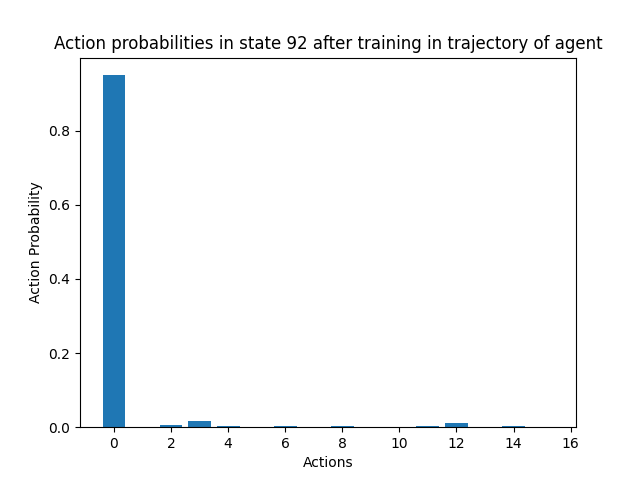 Action probabilities in state 92 after training in trajectory of agent
Action Probability
0.8
0.6
0.4
0.2
0.0
0 2 4 6 8 10 12 14 16
Actions